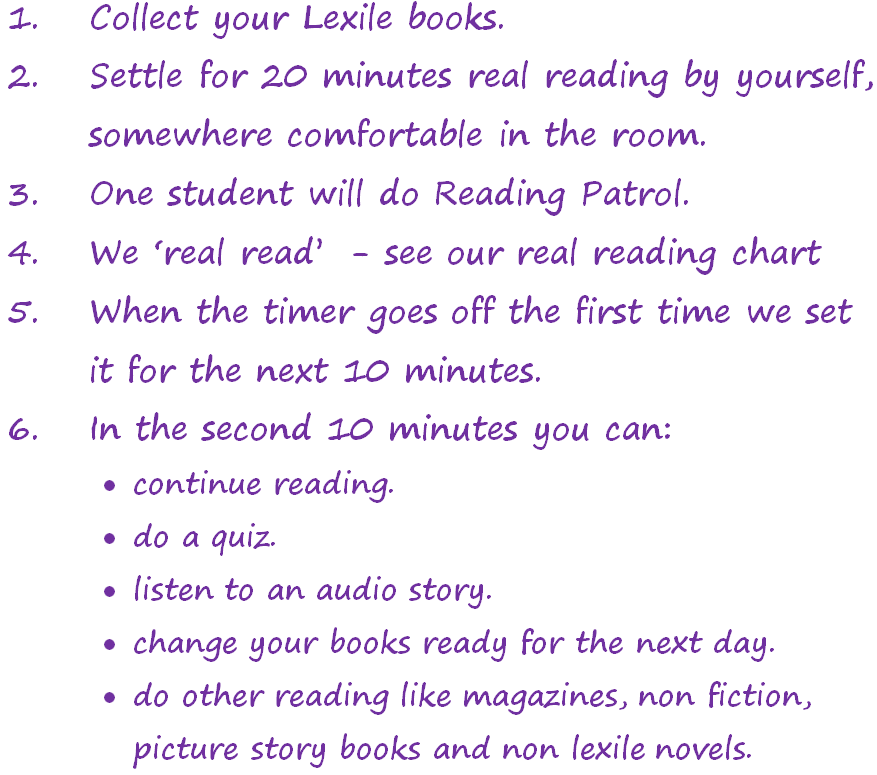 1. Collect your Lexile books.
2. Settle for 20 minutes real reading by yourself,
somewhere comfortable in the room.
3. One student will do Reading Patrol.
4. We ‘real read’ - see our real reading chart
5. When the timer goes off the first time we set
it for the next 10 minutes.
6. In the second 10 minutes you can:
• continue reading.
• do a quiz.
• listen to an audio story.
• change your books ready for the next day.
• do other reading like magazines, non fiction,
picture story books and non lexile novels.